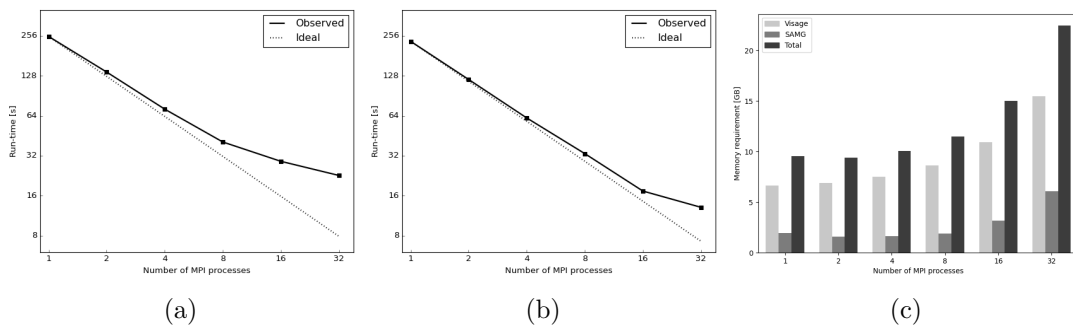 Observed
Ideal
256
128
64
32
16
8
Run-time [s]
1 2 4 8 16 32
Number of MPI processes
(a)
Observed
Ideal
256
128
64
32
16
8
Run-time [s]
1 2 4 8 16 32
Number of MPI processes
(b)
Visage
SAMG
Total
20
15
10
5
0
Memory requirement [GB]
1 2 4 8 16 32
Number of MPI processes
(c)